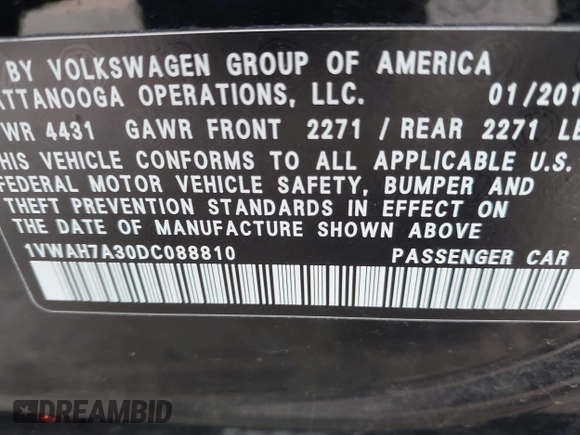 BY VOLKSWAGEN GROUP OF AMERICA
ATTANOOGA OPERATIONS, LLC. 01/201
WR 4431 GAWR FRONT 2271 / REAR 2271 LB
HIS VEHICLE CONFORMS TO ALL APPLICABLE U.S.
FEDERAL MOTOR VEHICLE SAFETY, BUMPER AND
THEFT PREVENTION STANDARDS IN EFFECT ON
THE DATE OF MANUFACTURE SHOWN ABOVE
1VWAH7A30DC088810 PASSENGER CAR
DREAMBID